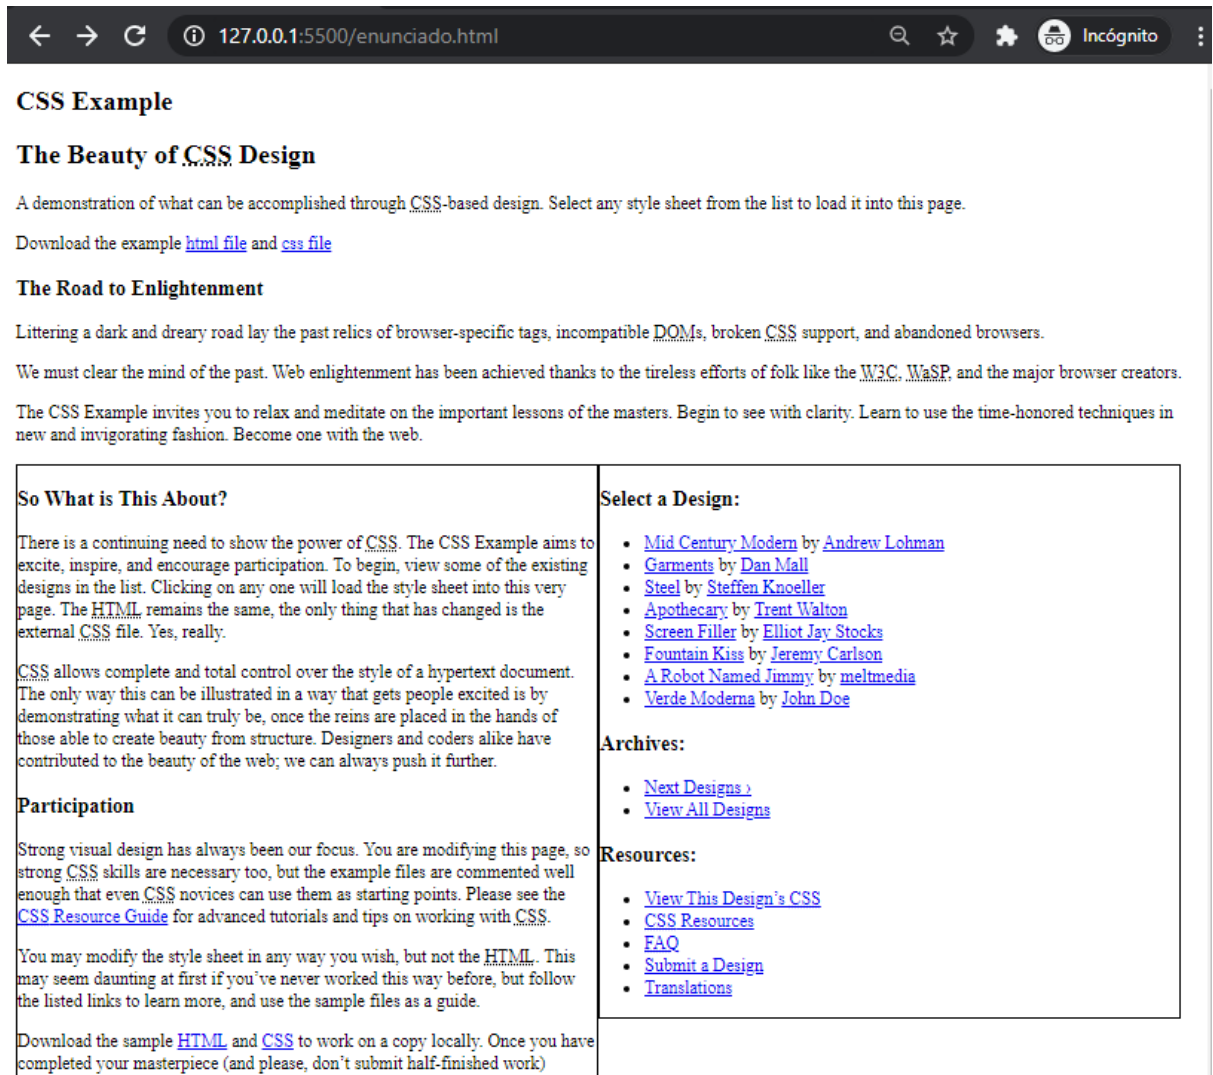 127.0.0.1:5500/enunciado.html
Incógnito
CSS Example
The Beauty of CSS Design
A demonstration of what can be accomplished through CSS-based design. Select any style sheet from the list to load it into this page.
Download the example html file and css file
The Road to Enlightenment
Littering a dark and dreary road lay the past relics of browser-specific tags, incompatible DOMs, broken CSS support, and abandoned browsers.
We must clear the mind of the past. Web enlightenment has been achieved thanks to the tireless efforts of folk like the W3C, WaSP, and the major browser creators.
The CSS Example invites you to relax and meditate on the important lessons of the masters. Begin to see with clarity. Learn to use the time-honored techniques in
new and invigorating fashion. Become one with the web.
So What is This About?
There is a continuing need to show the power of CSS. The CSS Example aims to
excite, inspire, and encourage participation. To begin, view some of the existing
designs in the list. Clicking on any one will load the style sheet into this very
page. The HTML remains the same, the only thing that has changed is the
external CSS file. Yes, really.
CSS allows complete and total control over the style of a hypertext document.
The only way this can be illustrated in a way that gets people excited is by
demonstrating what it can truly be, once the reins are placed in the hands of
those able to create beauty from structure. Designers and coders alike have
contributed to the beauty of the web; we can always push it further.
Participation
Strong visual design has always been our focus. You are modifying this page, so
strong CSS skills are necessary too, but the example files are commented well
enough that even CSS novices can use them as starting points. Please see the
CSS Resource Guide for advanced tutorials and tips on working with CSS.
You may modify the style sheet in any way you wish, but not the HTML. This
may seem daunting at first if you’ve never worked this way before, but follow
the listed links to learn more, and use the sample files as a guide.
Download the sample HTML and CSS to work on a copy locally. Once you have
completed your masterpiece (and please, don’t submit half-finished work)
Select a Design:
• Mid Century Modern by Andrew Lohman
• Garments by Dan Mall
• Steel by Steffen Knoeller
• Apothecary by Trent Walton
• Screen Filler by Elliot Jay Stocks
• Fountain Kiss by Jeremy Carlson
• A Robot Named Jimmy by meltmedia
• Verde Moderna by John Doe
Archives:
• Next Designs ›
• View All Designs
Resources:
• View This Design’s CSS
• CSS Resources
• FAQ
• Submit a Design
• Translations